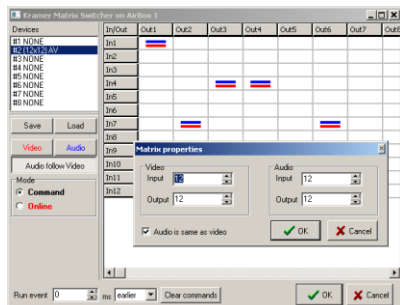 Kramer Matrix Switcher on AirBox 1
Devices
#1 NONE
#2 (12x12) AV
#3 NONE
#4 NONE
#5 NONE
#6 NONE
#7 NONE
#8 NONE
Save Load
Video Audio
Audio follow Video
Mode
Command
Online
In/Out Out1 Out2 Out3 Out4 Out5 Out6 Out7 Out8
In1
In2
In3
In4
In5
In6
In7
In8
In9
In10
In11
In12
Matrix properties
Video
Input 12
Output 12
Audio
Input 12
Output 12
Audio is same as video
OK Cancel
Run event 0 ms earlier Clear commands OK Cancel